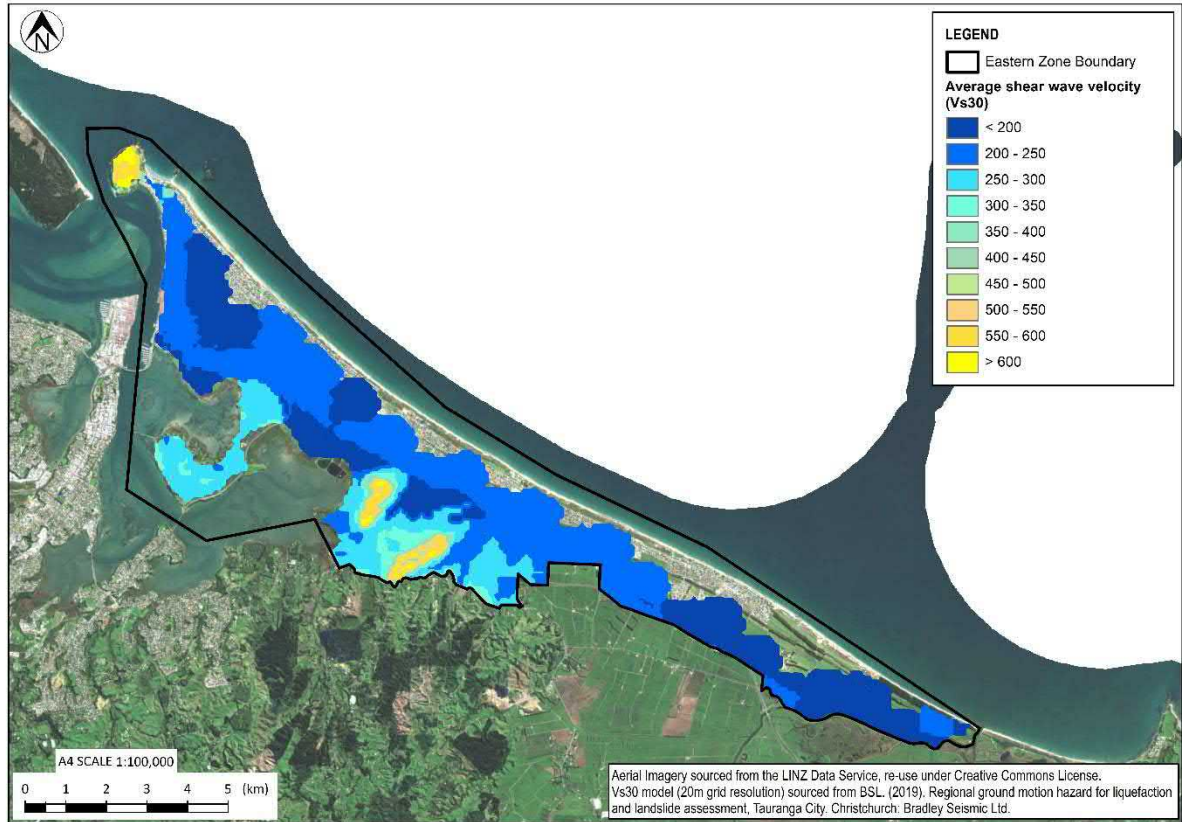 N
LEGEND
Eastern Zone Boundary
Average shear wave velocity
(Vs30)
< 200
200 - 250
250 - 300
300 - 350
350 - 400
400 - 450
450 - 500
500 - 550
550 - 600
> 600
A4 SCALE 1:100,000
0 1 2 3 4 5 (km)
Aerial Imagery sourced from the LINZ Data Service, re-use under Creative Commons License.
Vs30 model (20m grid resolution) sourced from BSL. (2019). Regional ground motion hazard for liquefaction
and landslide assessment, Tauranga City. Christchurch: Bradley Seismic Ltd.